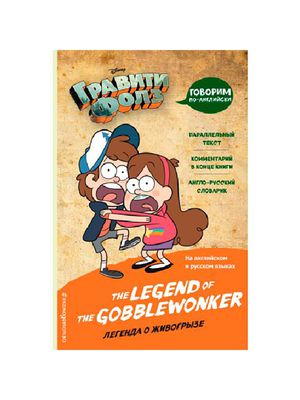 Disney
ГРАВИТИ
ФОЛЗ
ГОВОРИМ
ПО-АНГЛИЙСКИ
ПАРАЛЛЕЛЬНЫЙ
ТЕКСТ
КОММЕНТАРИЙ
В КОНЦЕ КНИГИ
АНГЛО-РУССКИЙ
СЛОВАРИК
На английском
и русском языках
THE LEGEND OF
THE GOBBLEWONKER
ЛЕГЕНДА О ЖИВОГРЫЗЕ